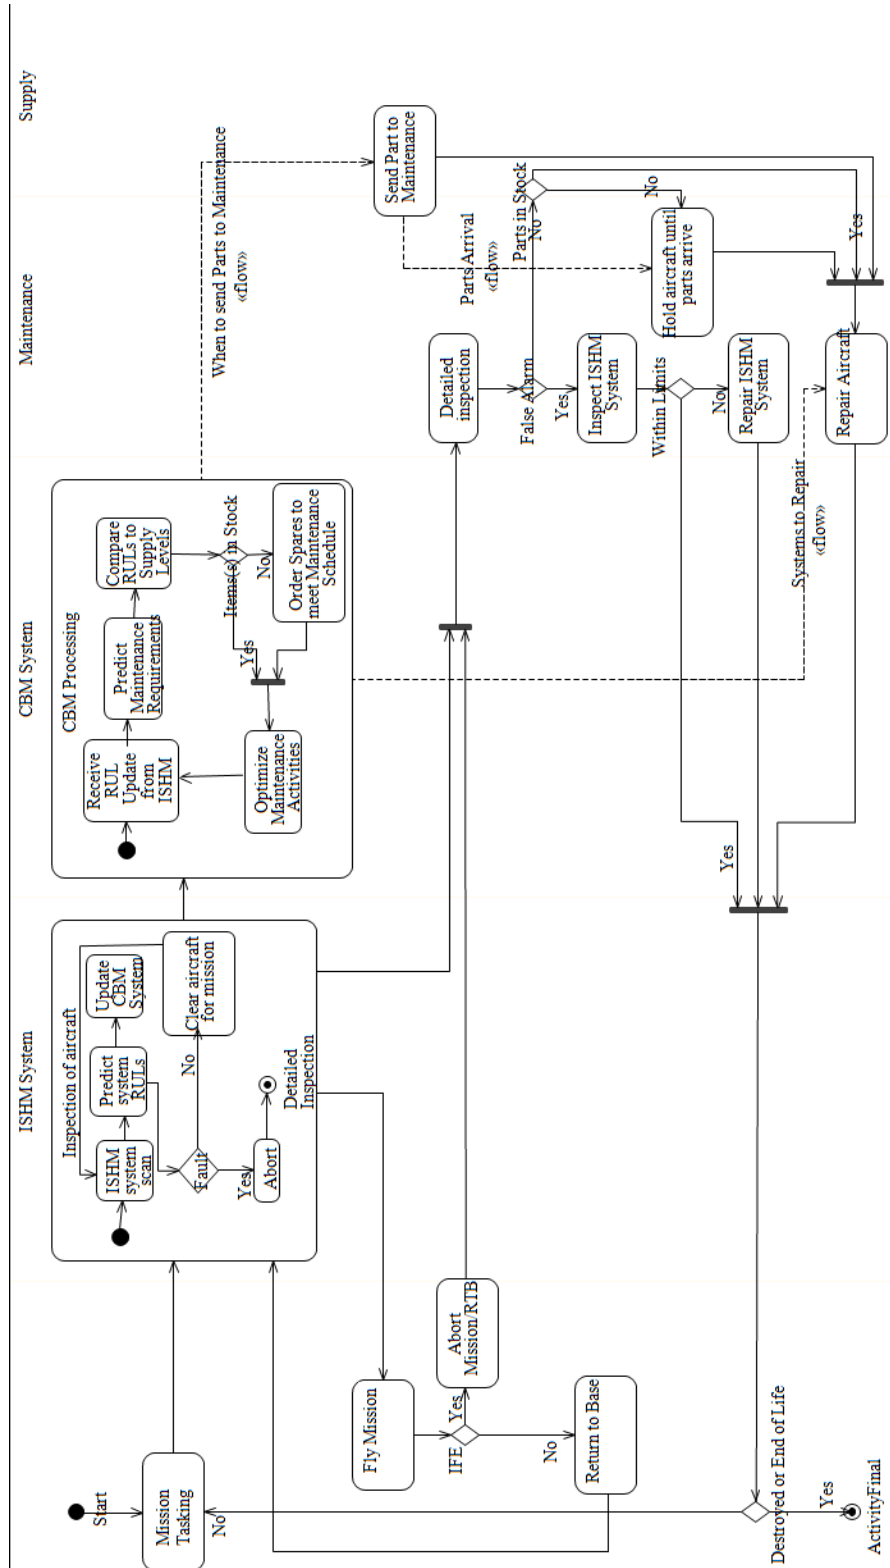 Supply
Maintenance
CBM System
ISHM System
Send Part to
Maintenance
When to send Parts to Maintenance
«flow»
Parts Arrival
«flow»
Parts in Stock
No
No
Yes
Hold aircraft until
parts arrive
Detailed
inspection
False Alarm
Yes
Inspect ISHM
System
Within Limits
No
Repair ISHM
System
Repair Aircraft
Systems to Repair
«flow»
Yes
CBM Processing
Receive
RUL
Update
from
ISHM
Predict
Maintenance
Requirements
Compare
RULs to
Supply
Levels
Items(s) in Stock
No
Yes
Order Spares to
meet Maintenance
Schedule
Optimize
Maintenance
Activities
Inspection of aircraft
ISHM
system
scan
Predict
system
RULs
Update
CBM
System
Fault
No
Yes
Clear aircraft
for mission
Abort
Detailed
Inspection
Start
Mission
Tasking
No
Fly Mission
IFE
Yes
No
Abort
Mission/RTB
Return to Base
Destroyed or End of Life
Yes
ActivityFinal